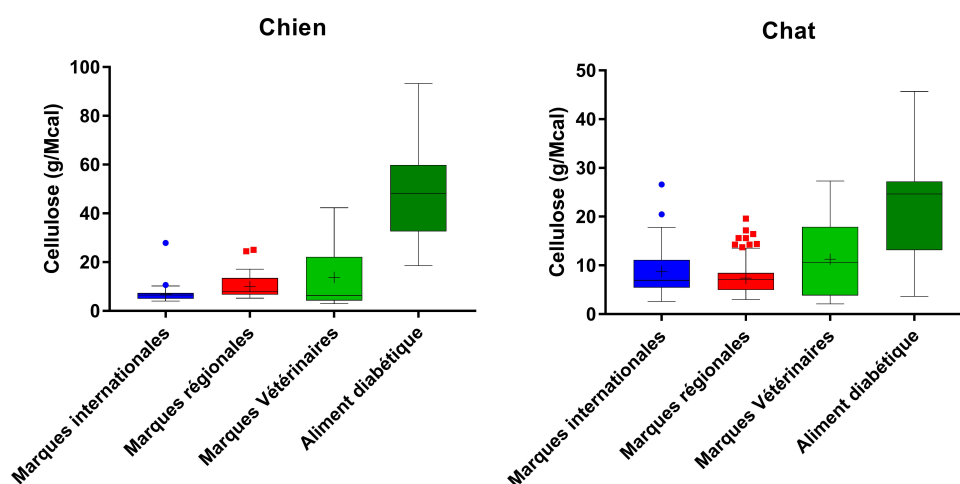 Chien
Cellulose (g/Mcal)
100
80
60
40
20
0
Marques internationales
Marques régionales
Marques Vétérinaires
Aliment diabétique
Chat
Cellulose (g/Mcal)
50
40
30
20
10
0
Marques internationales
Marques régionales
Marques Vétérinaires
Aliment diabétique